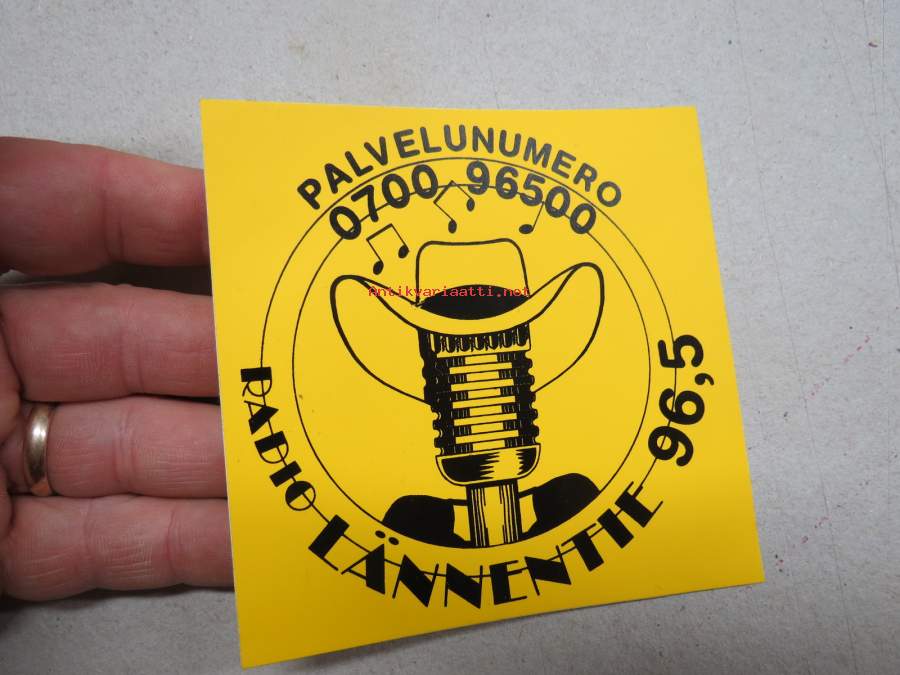 PALVELUNUMERO
0700 96500
Antikvariaatti.net
RADIO LÄNNENTIE 96,5